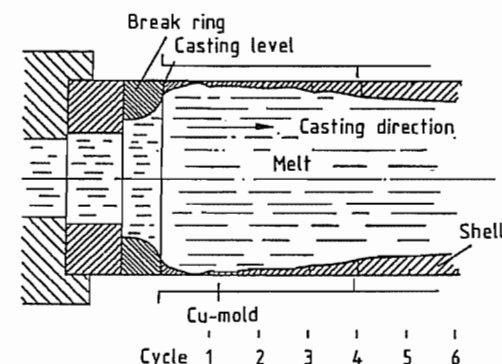 Break ring
Casting level
Casting direction
Melt
Shell
Cu-mold
Cycle 1 2 3 4 5 6